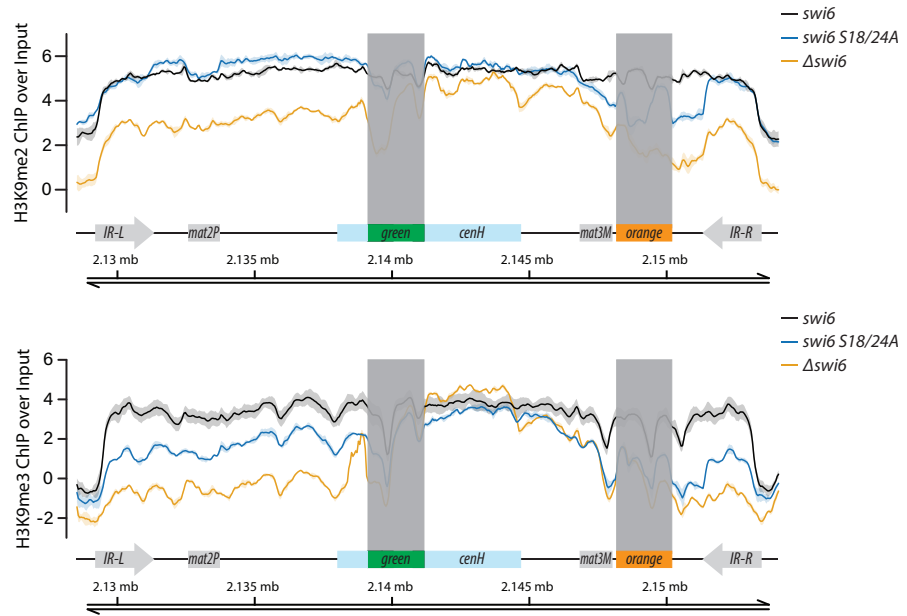 H3K9me2 ChIP over Input
6
4
2
0
swi6
swi6 S18/24A
Δswi6
IR-L mat2P green cenH mat3M orange IR-R
2.13 mb 2.135 mb 2.14 mb 2.145 mb 2.15 mb
H3K9me3 ChIP over Input
6
4
2
0
-2
swi6
swi6 S18/24A
Δswi6
IR-L mat2P green cenH mat3M orange IR-R
2.13 mb 2.135 mb 2.14 mb 2.145 mb 2.15 mb